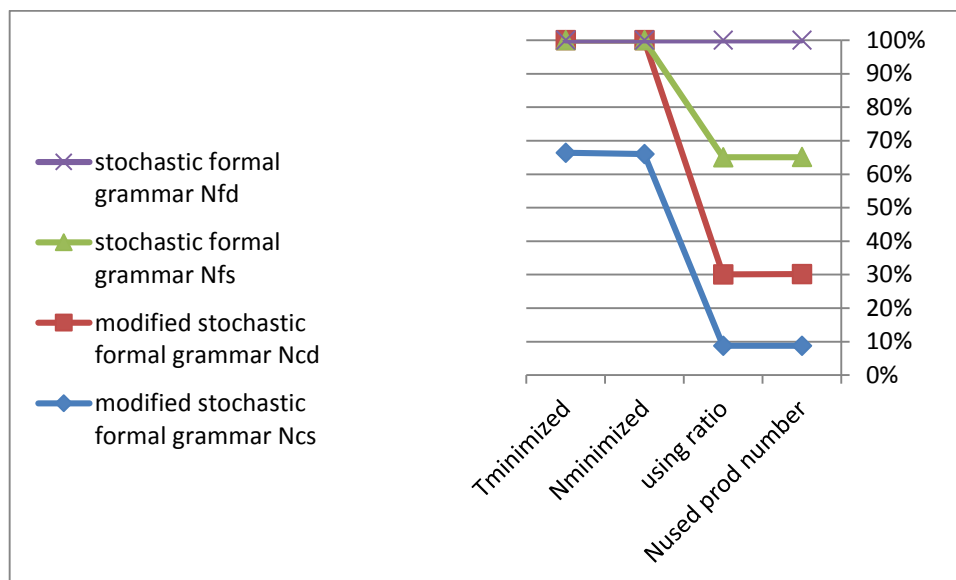 stochastic formal
grammar Nfd
stochastic formal
grammar Nfs
modified stochastic
formal grammar Ncd
modified stochastic
formal grammar Ncs
100%
90%
80%
70%
60%
50%
40%
30%
20%
10%
0%
Tminimized
Nminimized
using ratio
Nused prod number